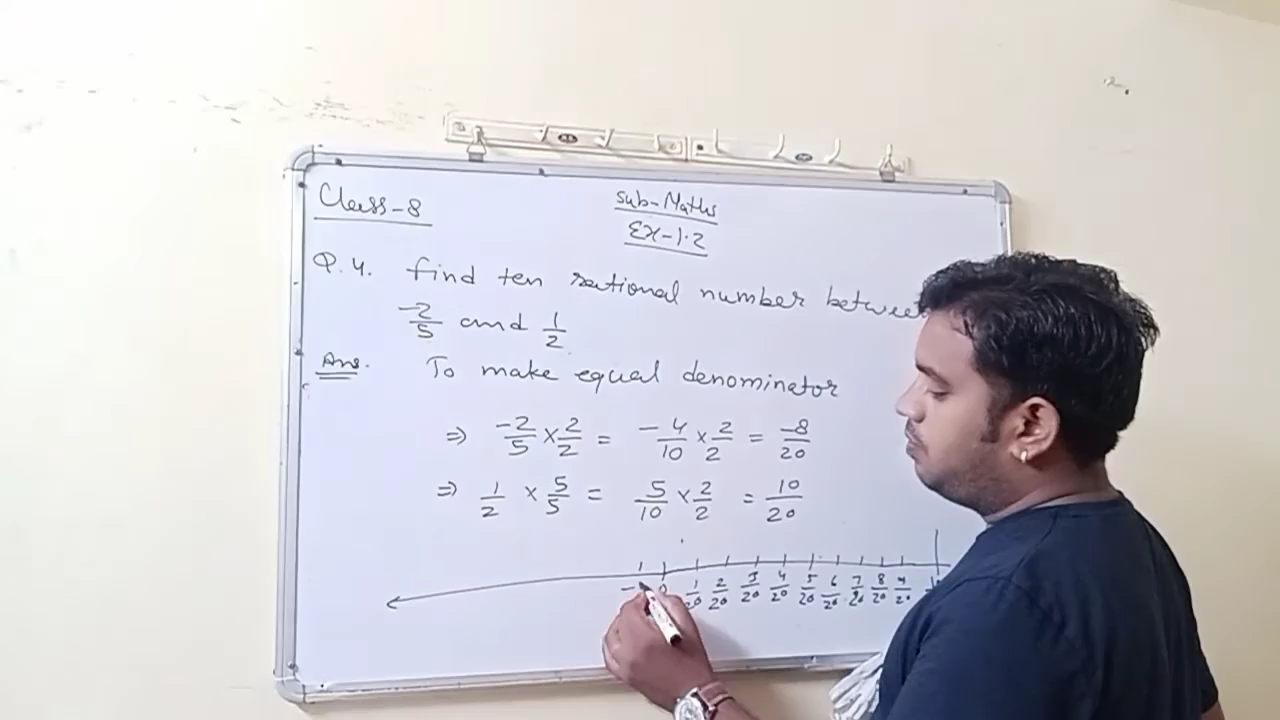 Class-8
Sub-Maths
Ex-1.2
Q.4. find ten rational number between
-2/5 and 1/2
Ans. To make equal denominator
⇒ -2/5 × 2/2 = -4/10 × 2/2 = -8/20
⇒ 1/2 × 5/5 = 5/10 × 2/2 = 10/20
0 1/20 2/20 3/20 4/20 5/20 6/20 7/20 8/20 9/20